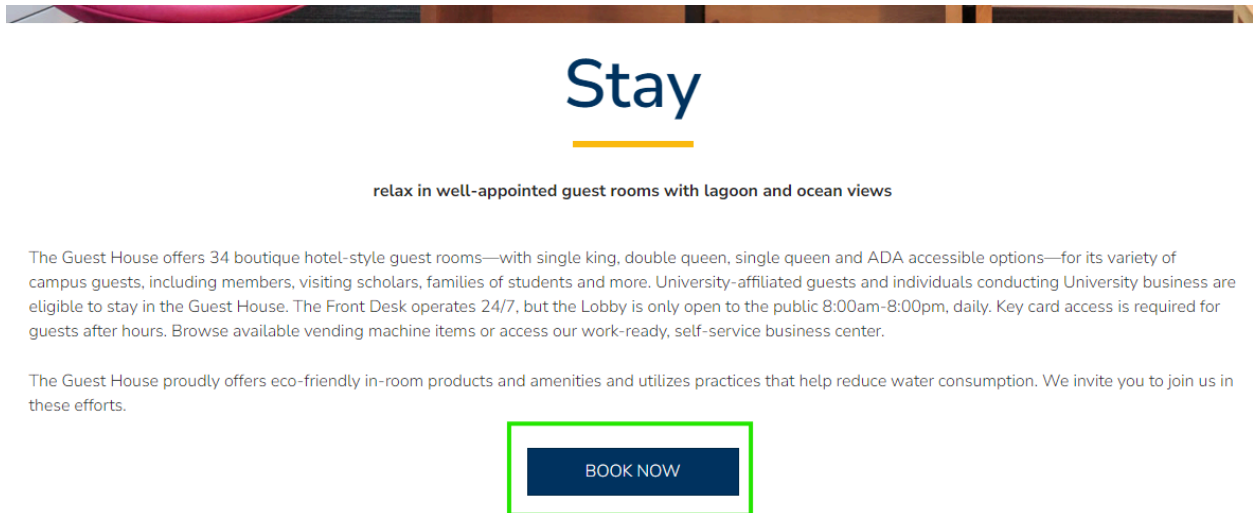 Stay
relax in well-appointed guest rooms with lagoon and ocean views
The Guest House offers 34 boutique hotel-style guest rooms—with single king, double queen, single queen and ADA accessible options—for its variety of
campus guests, including members, visiting scholars, families of students and more. University-affiliated guests and individuals conducting University business are
eligible to stay in the Guest House. The Front Desk operates 24/7, but the Lobby is only open to the public 8:00am-8:00pm, daily. Key card access is required for
guests after hours. Browse available vending machine items or access our work-ready, self-service business center.
The Guest House proudly offers eco-friendly in-room products and amenities and utilizes practices that help reduce water consumption. We invite you to join us in
these efforts.
BOOK NOW